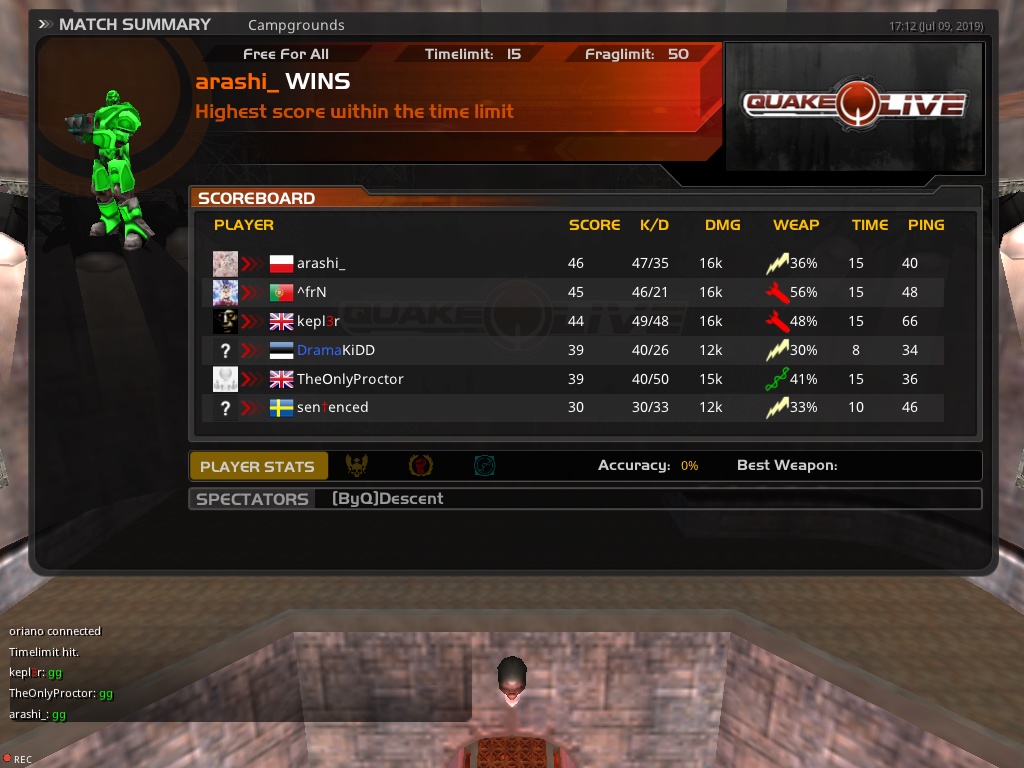 MATCH SUMMARY Campgrounds 17:12 (Jul 09, 2019)
Free For All Timelimit: 15 Fraglimit: 50
arashi_ WINS
Highest score within the time limit
QUAKE LIVE
SCOREBOARD
PLAYER SCORE K/D DMG WEAP TIME PING
arashi_ 46 47/35 16k 36% 15 40
^frN 45 46/21 16k 56% 15 48
kepl3r 44 49/48 16k 48% 15 66
? DramaKiDD 39 40/26 12k 30% 8 34
TheOnlyProctor 39 40/50 15k 41% 15 36
? sen†enced 30 30/33 12k 33% 10 46
QUAKE LIVE
PLAYER STATS Accuracy: 0% Best Weapon:
SPECTATORS [ByQ]Descent
oriano connected
Timelimit hit.
kepl3r: gg
TheOnlyProctor: gg
arashi_: gg
REC